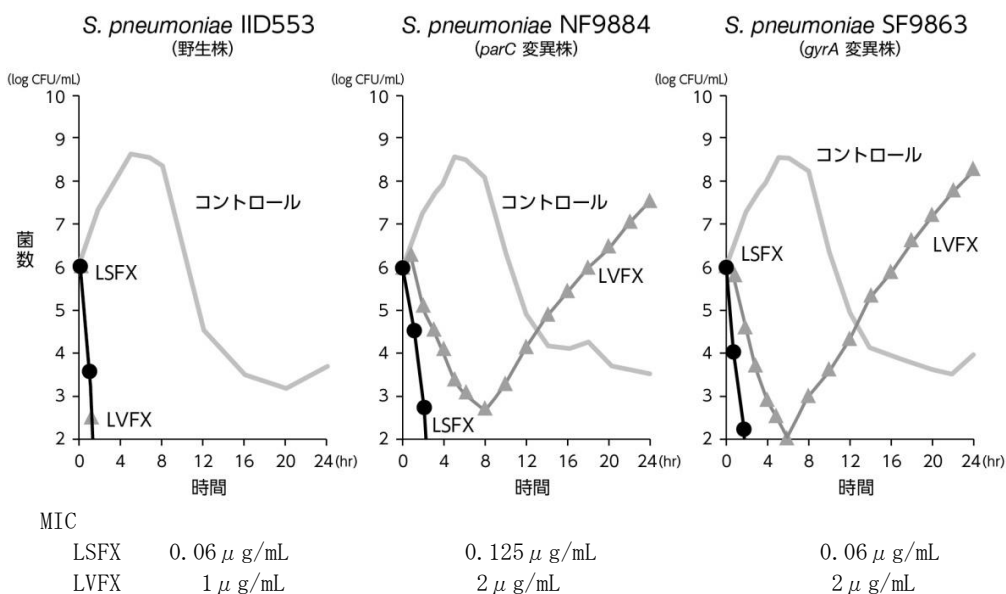 S. pneumoniae IID553
(野生株)
(log CFU/mL)
10
9
8
7
6
5
4
3
2
菌数
コントロール
LSFX
LVFX
0 4 8 12 16 20 24(hr)
時間
S. pneumoniae NF9884
(parC 変異株)
(log CFU/mL)
10
9
8
7
6
5
4
3
2
コントロール
LVFX
LSFX
0 4 8 12 16 20 24(hr)
時間
S. pneumoniae SF9863
(gyrA 変異株)
(log CFU/mL)
10
9
8
7
6
5
4
3
2
コントロール
LSFX
LVFX
0 4 8 12 16 20 24(hr)
時間
MIC
LSFX 0.06μg/mL 0.125μg/mL 0.06μg/mL
LVFX 1μg/mL 2μg/mL 2μg/mL